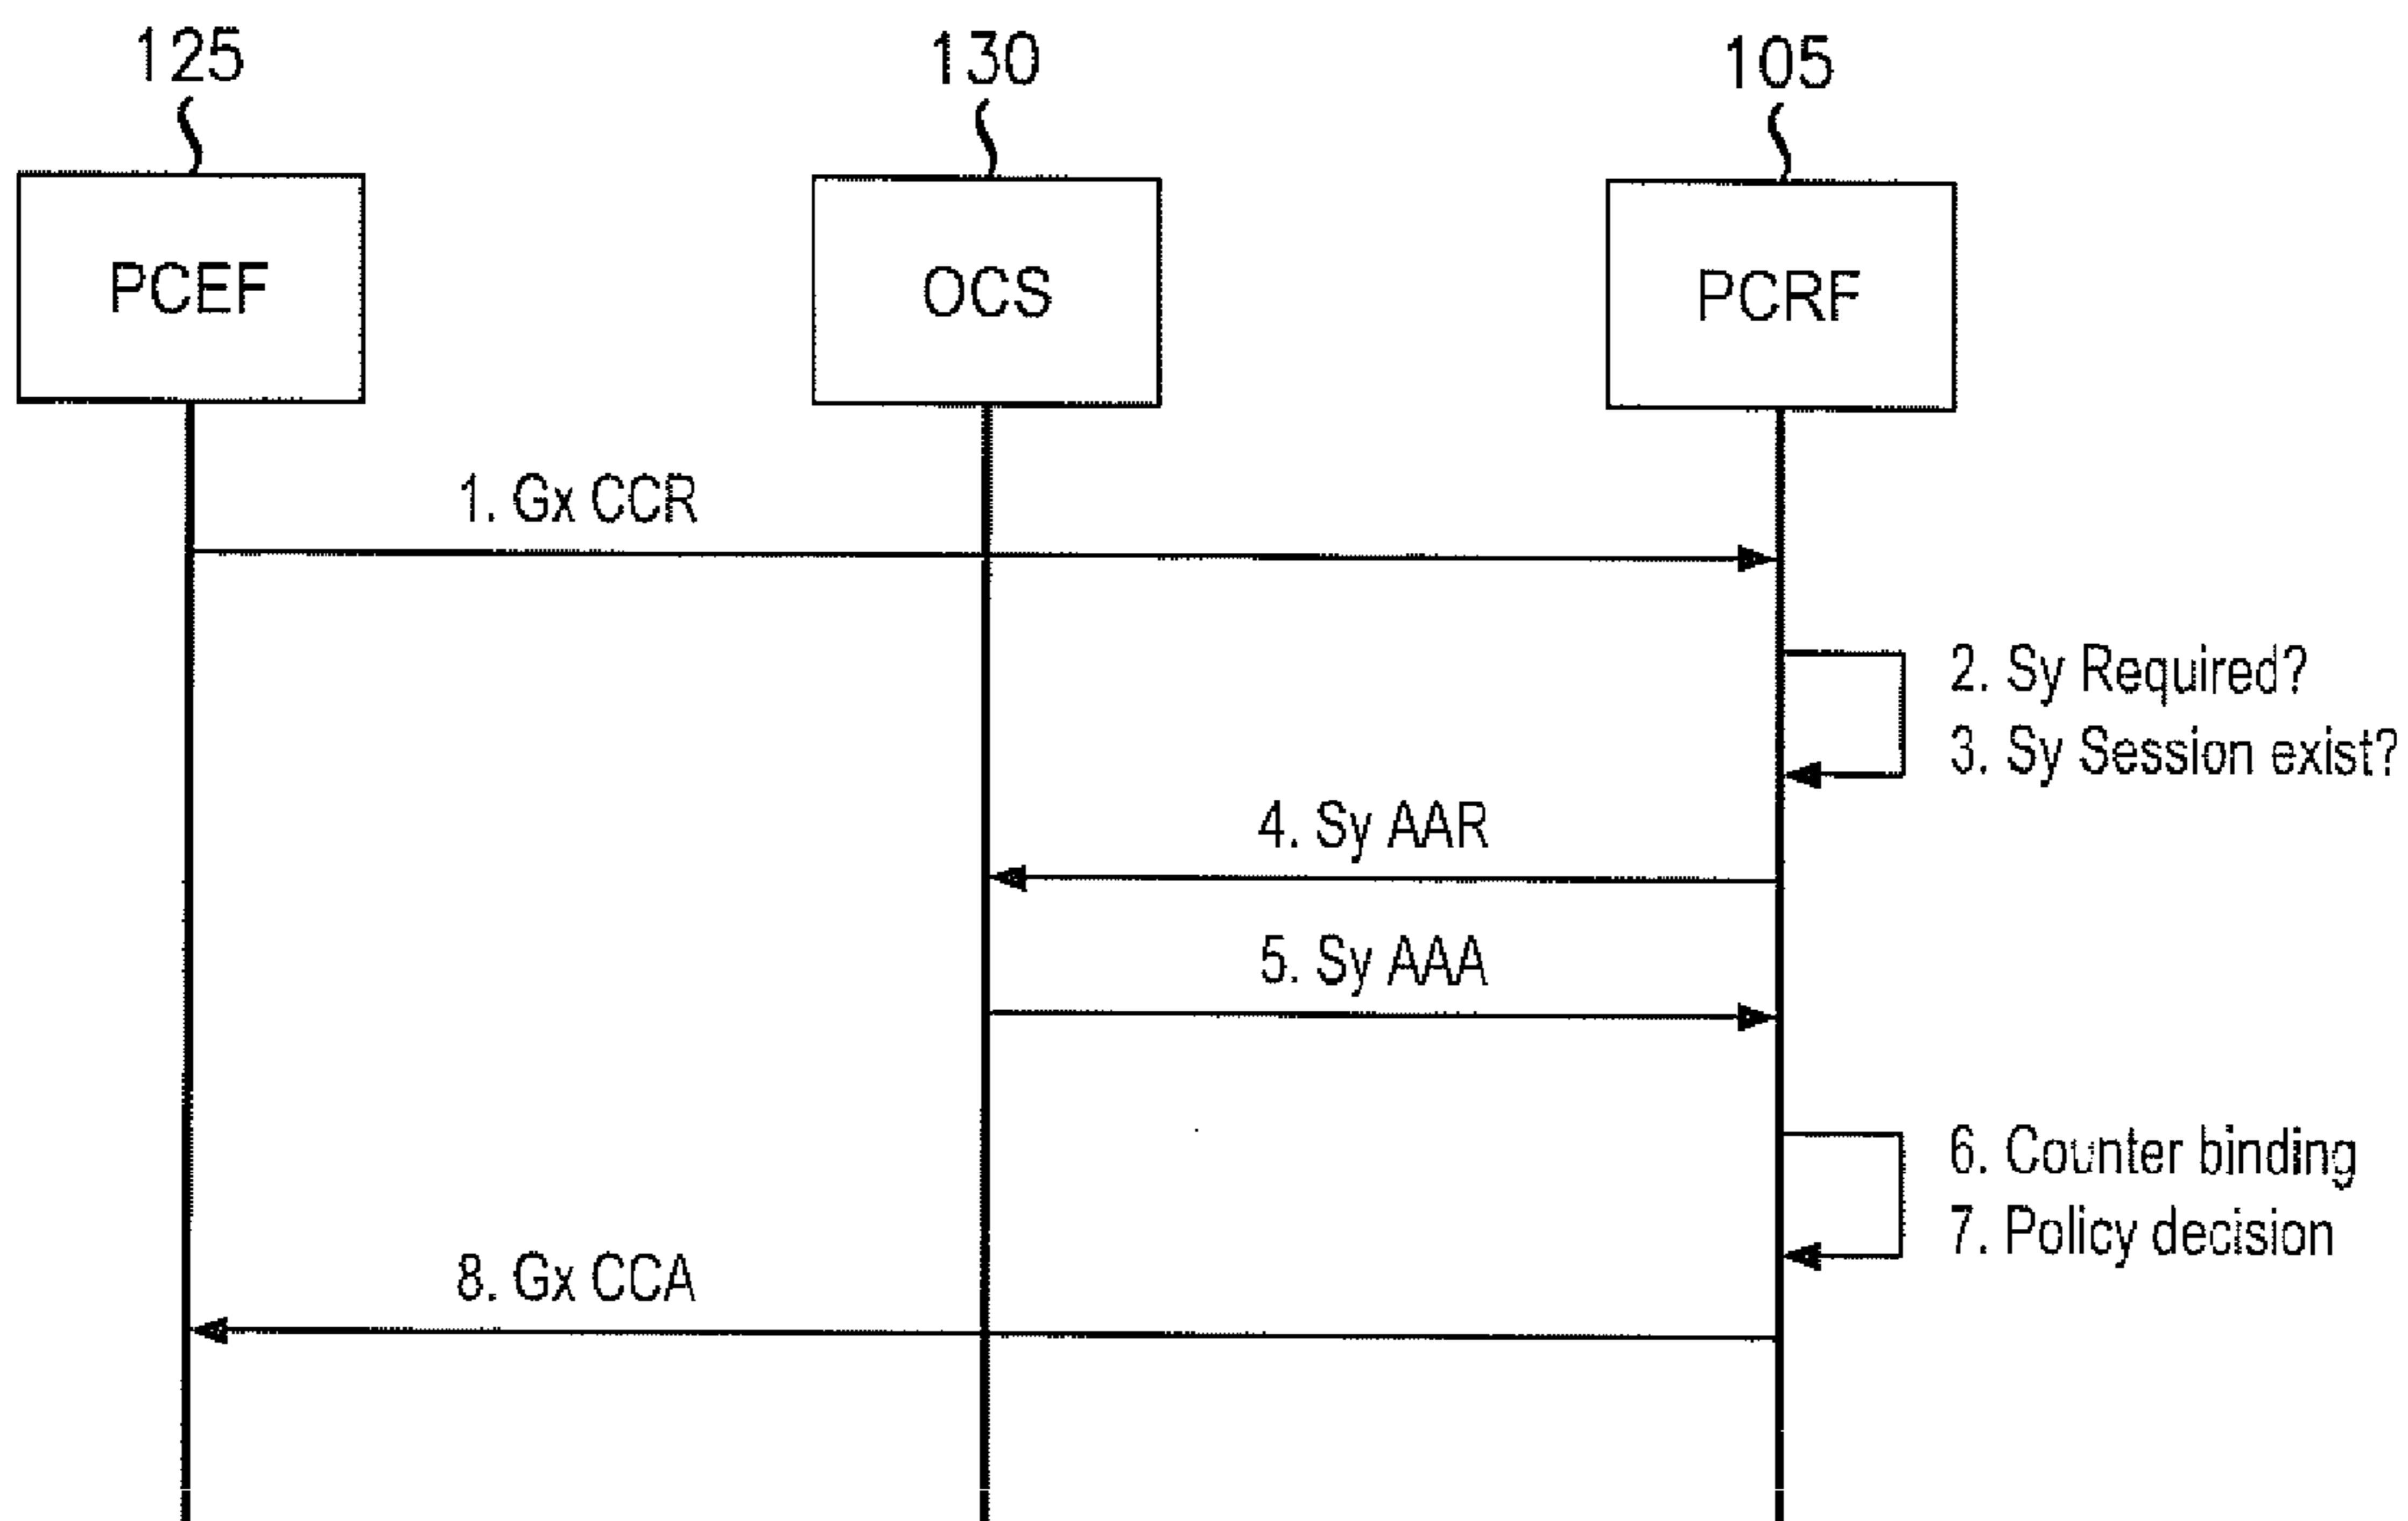 125
130
105
PCEF
OCS
PCRF
1. Gx CCR
2. Sy Required?
3. Sy Session exist?
4. Sy AAR
5. Sy AAA
6. Counter binding
7. Policy decision
8. Gx CCA